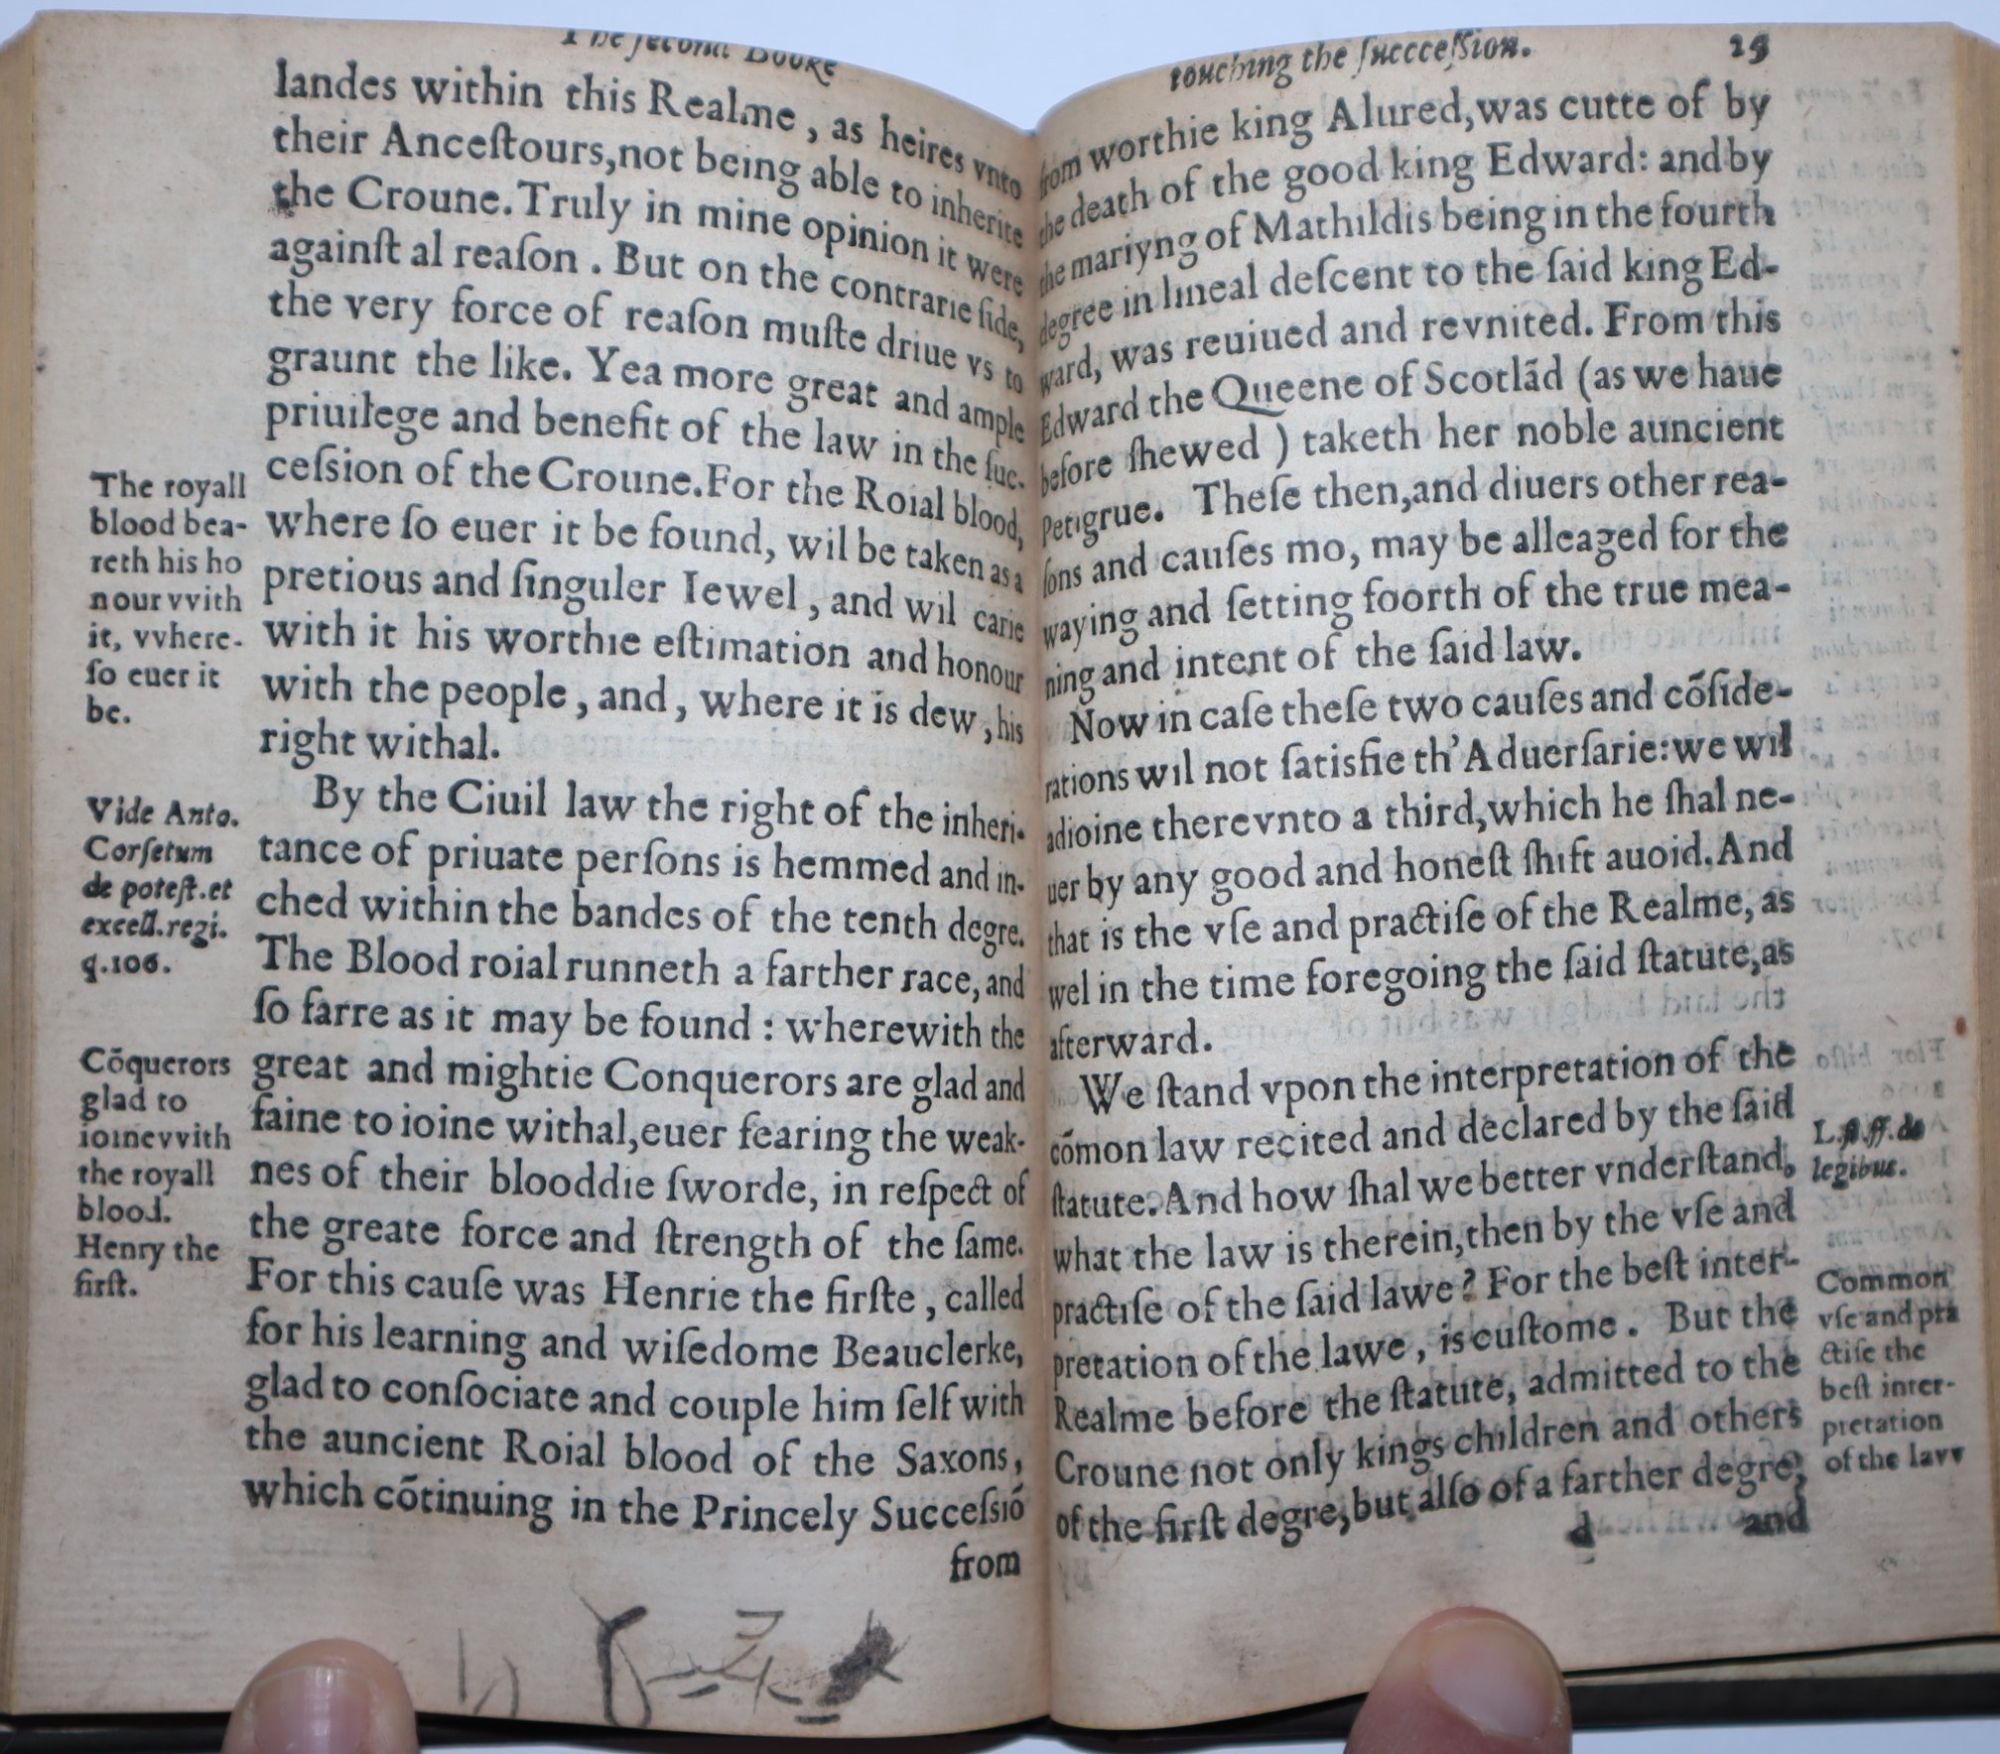 The ſecond Booke
landes within this Realme, as heires vnto
their Anceſtours,not being able to inherite
the Croune.Truly in mine opinion it were
againſt al reaſon . But on the contrarie ſide,
the very force of reaſon muſte driue vs to
graunt the like. Yea more great and ample
priuilege and benefit of the law in the ſuc-
ceſsion of the Croune.For the Roial blood,
where ſo euer it be found, wil be taken as a
pretious and ſinguler Iewel , and wil carie
with it his worthie eſtimation and honour
with the people , and , where it is dew , his
right withal.
By the Ciuil law the right of the inheri-
tance of priuate perſons is hemmed and in-
ched within the bandes of the tenth degre.
The Blood roial runneth a farther race, and
ſo farre as it may be found : wherewith the
great and mightie Conquerors are glad and
faine to ioine withal,euer fearing the weak-
nes of theirblooddie ſworde, in reſpect of
the greate force and ſtrength of the ſame.
For this cauſe was Henrie the firſte , called
for his learning and wiſedome Beauclerke,
glad to conſociate and couple him ſelf with
the auncient Roial blood of the Saxons,
which cōtinuing in the Princely Succeſsiō
from
The royall
blood bea-
reth his ho
nour vvith
it, vvhere-
ſo euer it
be.
Vide Anto.
Corſetum
de poteſt.et
excell.regi.
q.106.
Cōquerors
glad to
ioinevvith
the royall
blood.
Henry the
firſt.
touching the ſucceeſſion. 25
from worthie king Alured,was cutte of by
the death of the good king Edward: and by
the mariyng of Mathildis being in the fourth
degree in lineal deſcent to the ſaid king Ed-
ward, was reuiued and revnited. From this
Edward the Queene of Scotlād (as we haue
before ſhewed ) taketh her noble auncient
Petigrue. Theſe then,and diuers other rea-
ſons and cauſes mo, may be alleaged for the
waying and ſetting foorth of the true mea-
ning and intent of the ſaid law.
Now in caſe theſe two cauſes and cōſide-
rations wil not ſatisfie th'Aduerſarie:we wil
adioine therevnto a third,which he ſhal ne-
uer by any good and honeſt ſhift auoid.And
that is the vſe and practiſe of the Realme, as
wel in the time foregoing the ſaid ſtatute,as
afterward.
We ſtand vpon the interpretation of the
cōmon law recited and declared by the ſaid
ſtatute.And how ſhal we better vnderſtand,
what the law is therein,then by the vſe and
practiſe of the ſaid lawe? For the beſt inter-
pretation of the lawe , is cuſtome . But the
Realme before the ſtatute, admitted to the
Croune not only kings children and others
of the firſt degre,but alſo of a farther degre,
d and
L. ff.de
legibus.
Common
vſe and pra
ctiſe the
beſt inter-
pretation
of the lavv